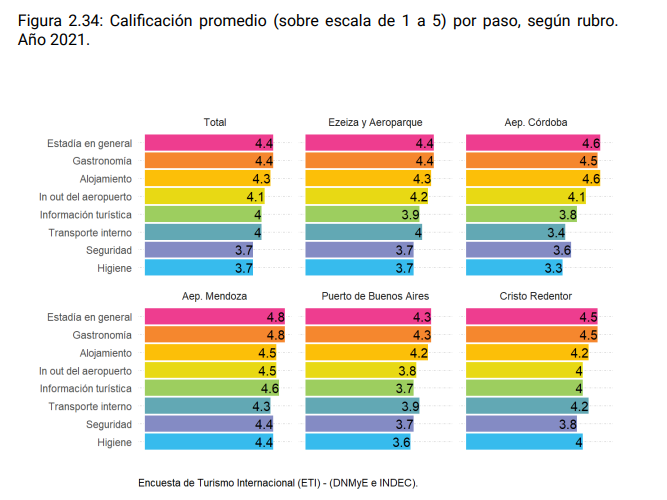 Figura 2.34: Calificación promedio (sobre escala de 1 a 5) por paso, según rubro.
Año 2021.
Total Ezeiza y Aeroparque Aep. Córdoba
Estadía en general 4.4 4.4 4.6
Gastronomía 4.4 4.4 4.5
Alojamiento 4.3 4.3 4.6
In out del aeropuerto 4.1 4.2 4.1
Información turística 4 3.9 3.8
Transporte interno 4 4 3.4
Seguridad 3.7 3.7 3.6
Higiene 3.7 3.7 3.3
Aep. Mendoza Puerto de Buenos Aires Cristo Redentor
Estadía en general 4.8 4.3 4.5
Gastronomía 4.8 4.3 4.5
Alojamiento 4.5 4.2 4.2
In out del aeropuerto 4.5 3.8 4
Información turística 4.6 3.7 4
Transporte interno 4.3 3.9 4.2
Seguridad 4.4 3.7 3.8
Higiene 4.4 3.6 4
Encuesta de Turismo Internacional (ETI) - (DNMyE e INDEC).